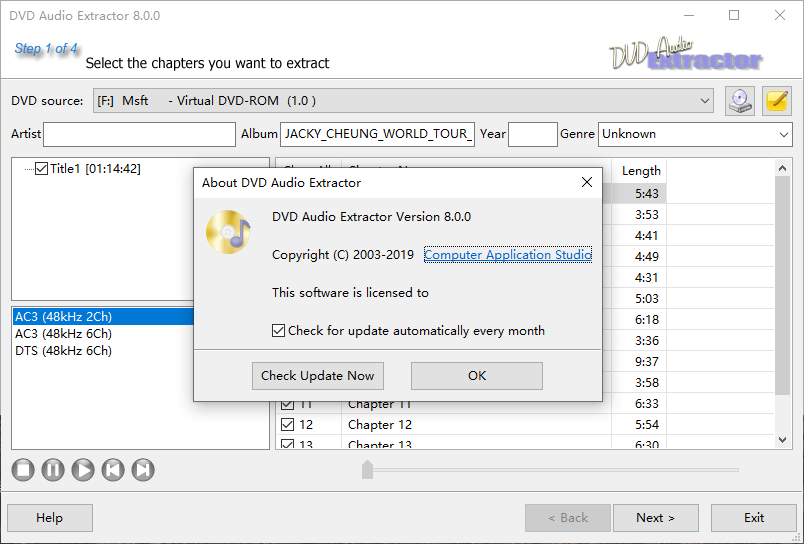 DVD Audio Extractor 8.0.0
Step 1 of 4
Select the chapters you want to extract
DVD Audio Extractor
DVD source: [F:] Msft - Virtual DVD-ROM (1.0 )
Artist Album JACKY_CHEUNG_WORLD_TOUR_ Year Genre Unknown
Title1 [01:14:42]
AC3 (48kHz 2Ch)
AC3 (48kHz 6Ch)
DTS (48kHz 6Ch)
Length
5:43
3:53
4:41
4:49
4:31
5:03
6:18
3:36
9:37
3:58
11 Chapter 11 6:33
12 Chapter 12 5:54
13 Chapter 13 6:30
About DVD Audio Extractor
DVD Audio Extractor Version 8.0.0
Copyright (C) 2003-2019 Computer Application Studio
This software is licensed to
Check for update automatically every month
Check Update Now OK
Help < Back Next > Exit